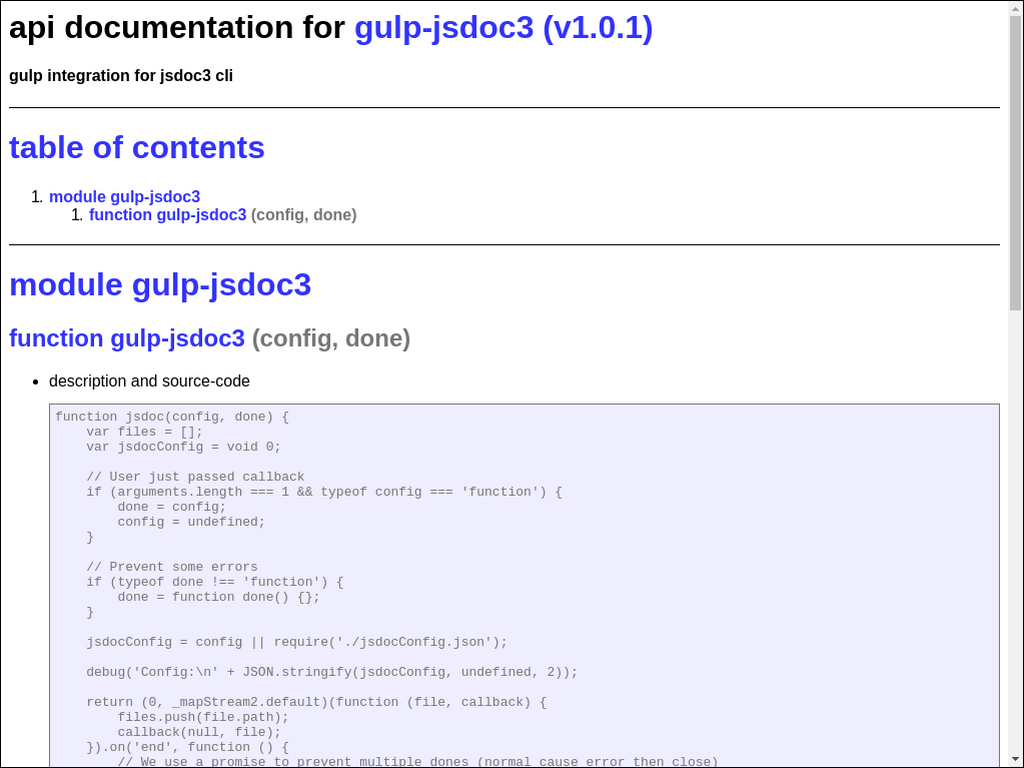 api documentation for gulp-jsdoc3 (v1.0.1)
gulp integration for jsdoc3 cli
table of contents
1. module gulp-jsdoc3
1. function gulp-jsdoc3 (config, done)
module gulp-jsdoc3
function gulp-jsdoc3 (config, done)
• description and source-code
function jsdoc(config, done) {
    var files = [];
    var jsdocConfig = void 0;
    // User just passed callback
    if (arguments.length === 1 && typeof config === 'function') {
        done = config;
        config = undefined;
    }
    // Prevent some errors
    if (typeof done !== 'function') {
        done = function done() {};
    }
    jsdocConfig = config || require('./jsdocConfig.json');
    debug('Config:\n' + JSON.stringify(jsdocConfig, undefined, 2));
    return (0, _mapStream2.default)(function (file, callback) {
        files.push(file.path);
        callback(null, file);
    }).on('end', function () {
        // We use a promise to prevent multiple dones (normal cause error then close)